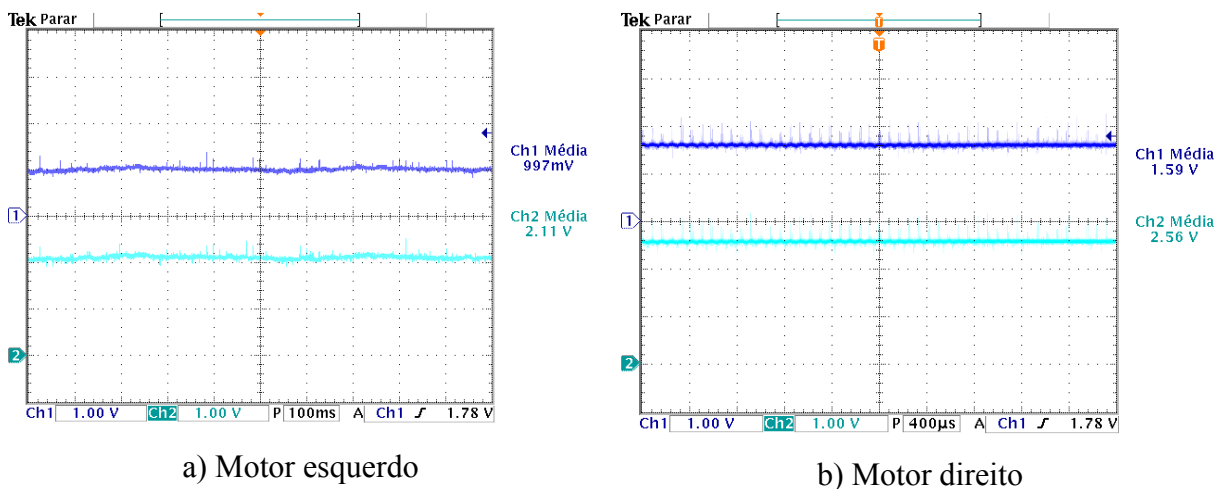 Tek Parar
Ch1 Média
997mV
Ch2 Média
2.11 V
1
2
Ch1 1.00 V Ch2 1.00 V P 100ms A Ch1 ƒ 1.78 V
a) Motor esquerdo
Tek Parar
T
T
Ch1 Média
1.59 V
Ch2 Média
2.56 V
1
2
Ch1 1.00 V Ch2 1.00 V P 400µs A Ch1 ƒ 1.78 V
b) Motor direito